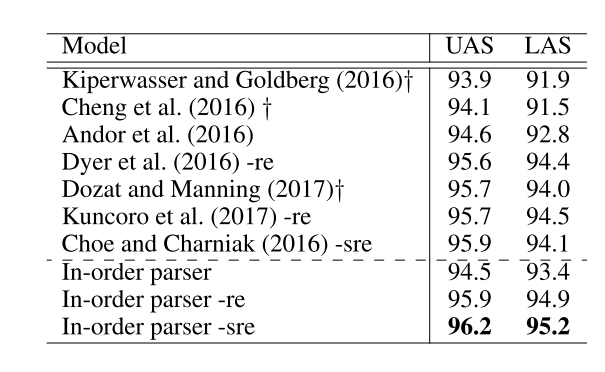 Model UAS LAS
Kiperwasser and Goldberg (2016)† 93.9 91.9
Cheng et al. (2016) † 94.1 91.5
Andor et al. (2016) 94.6 92.8
Dyer et al. (2016) -re 95.6 94.4
Dozat and Manning (2017)† 95.7 94.0
Kuncoro et al. (2017) -re 95.7 94.5
Choe and Charniak (2016) -sre 95.9 94.1
In-order parser 94.5 93.4
In-order parser -re 95.9 94.9
In-order parser -sre 96.2 95.2